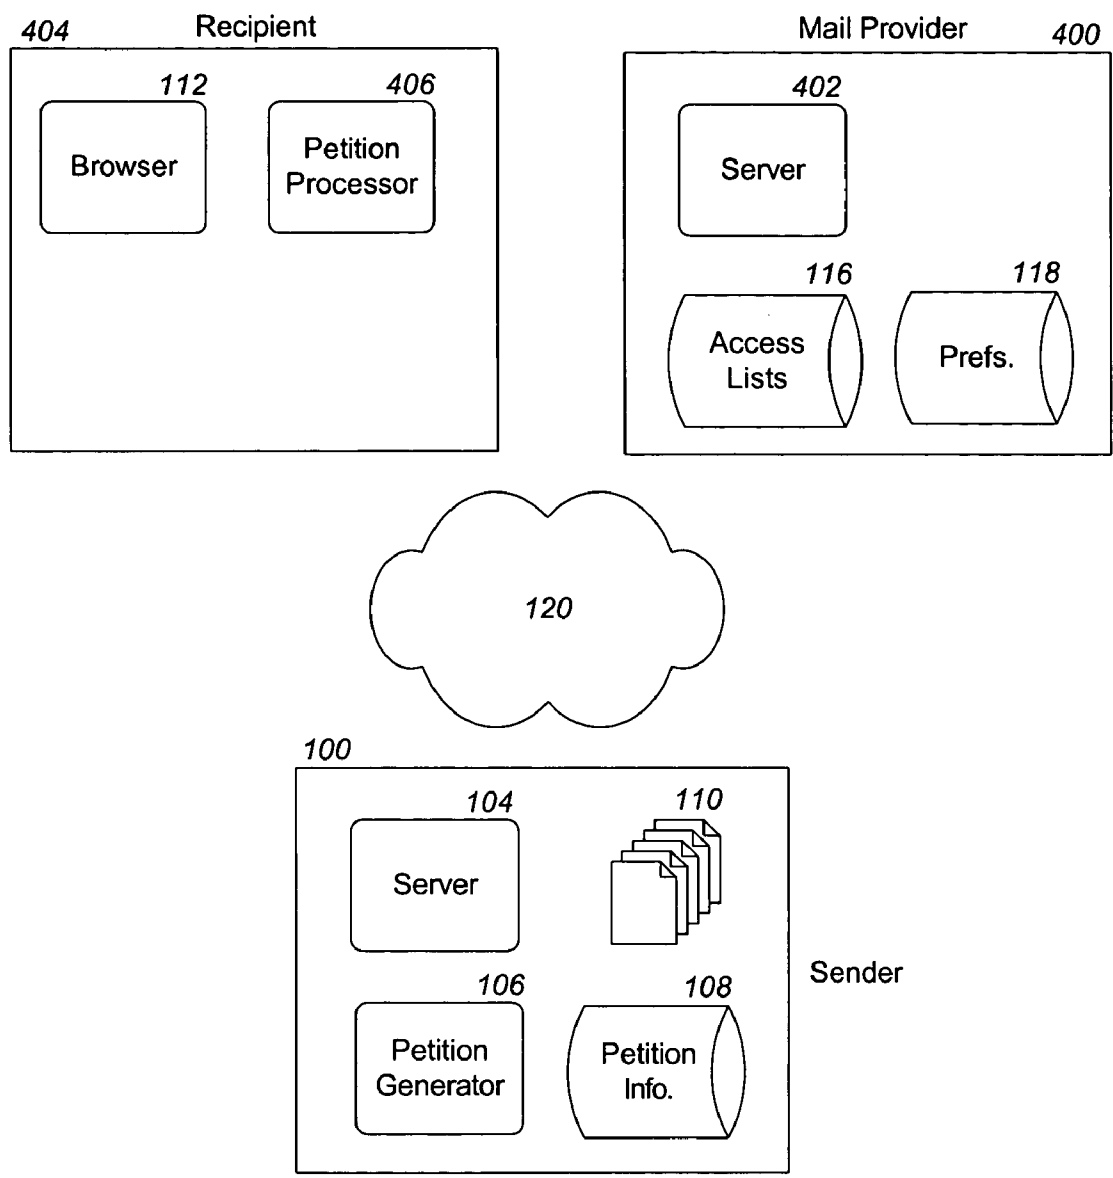 404
Recipient
112
Browser
406
Petition
Processor
Mail Provider
400
402
Server
116
Access
Lists
118
Prefs.
120
100
104
Server
110
106
Petition
Generator
108
Petition
Info.
Sender